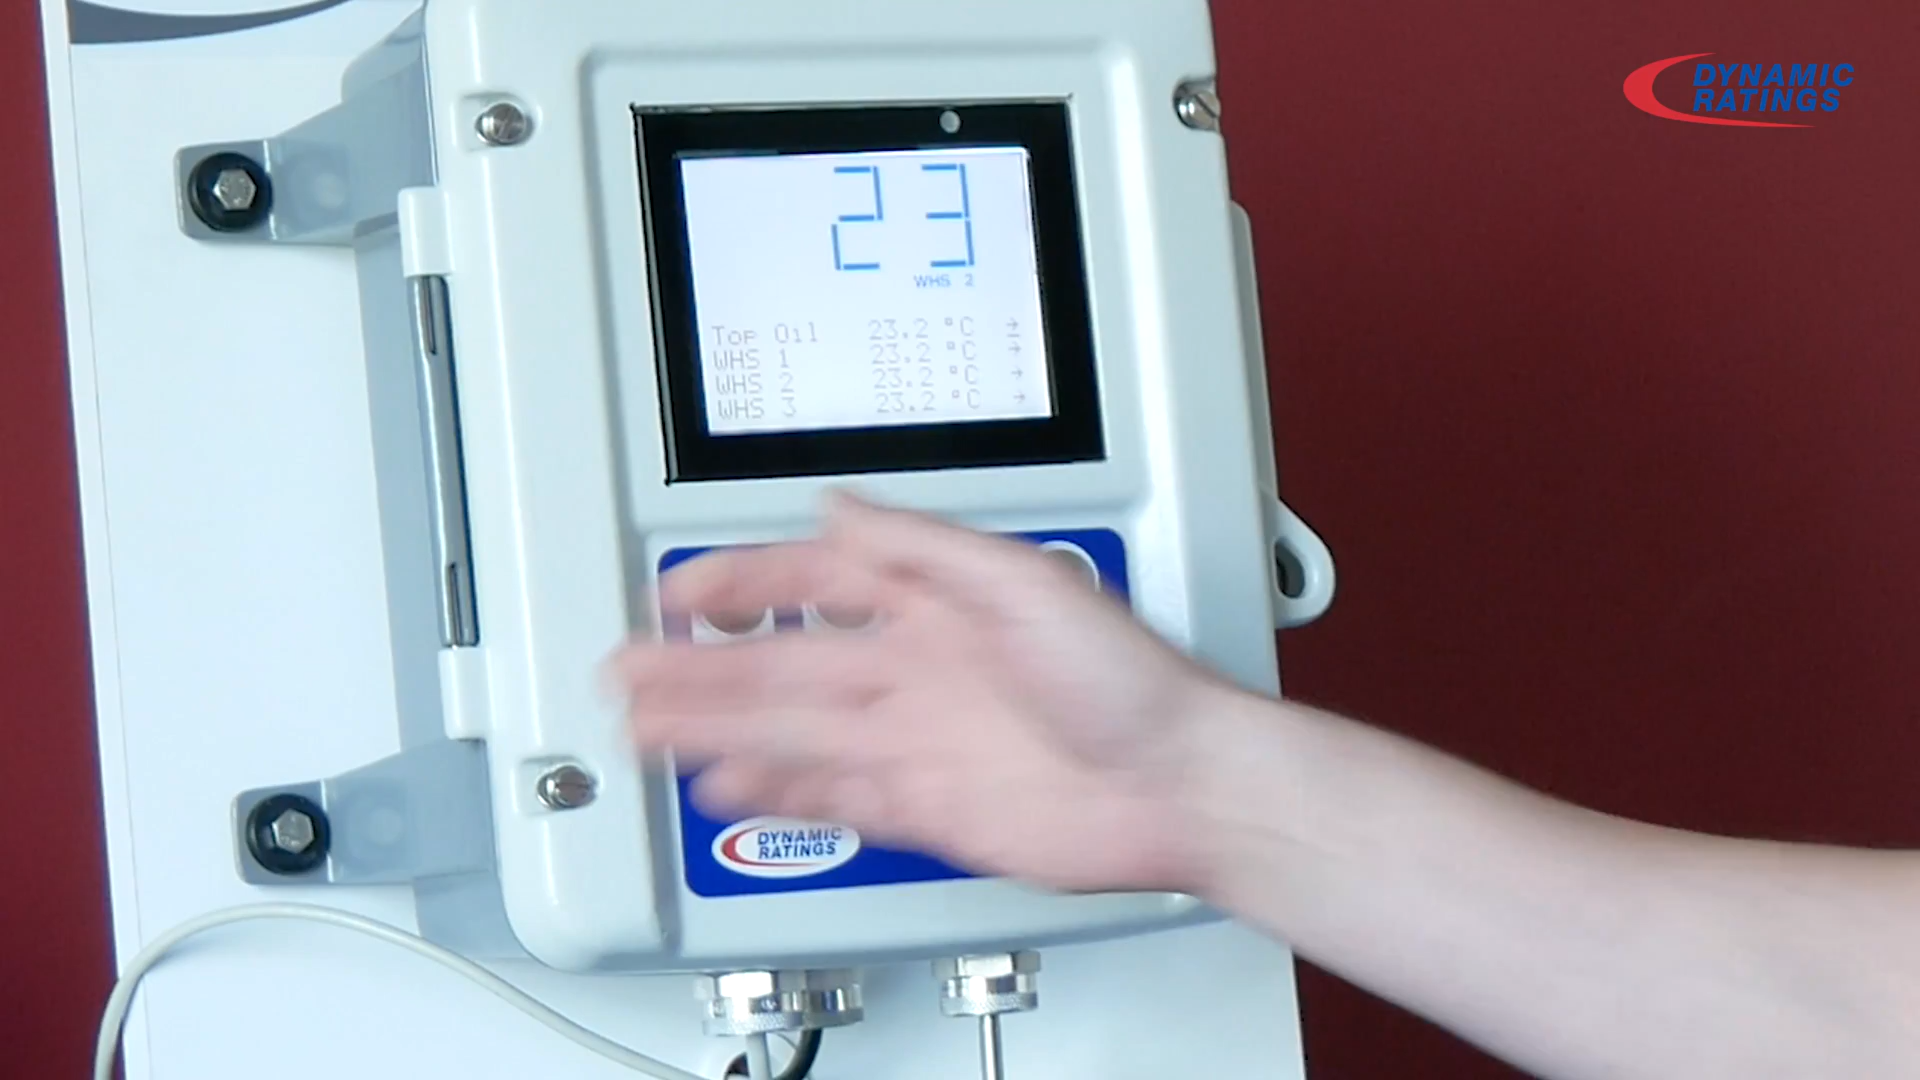 DYNAMIC
RATINGS
23
WHS 2
Top Oil 23.2 °C →
WHS 1 23.2 °C →
WHS 2 23.2 °C →
WHS 3 23.2 °C →
DYNAMIC
RATINGS